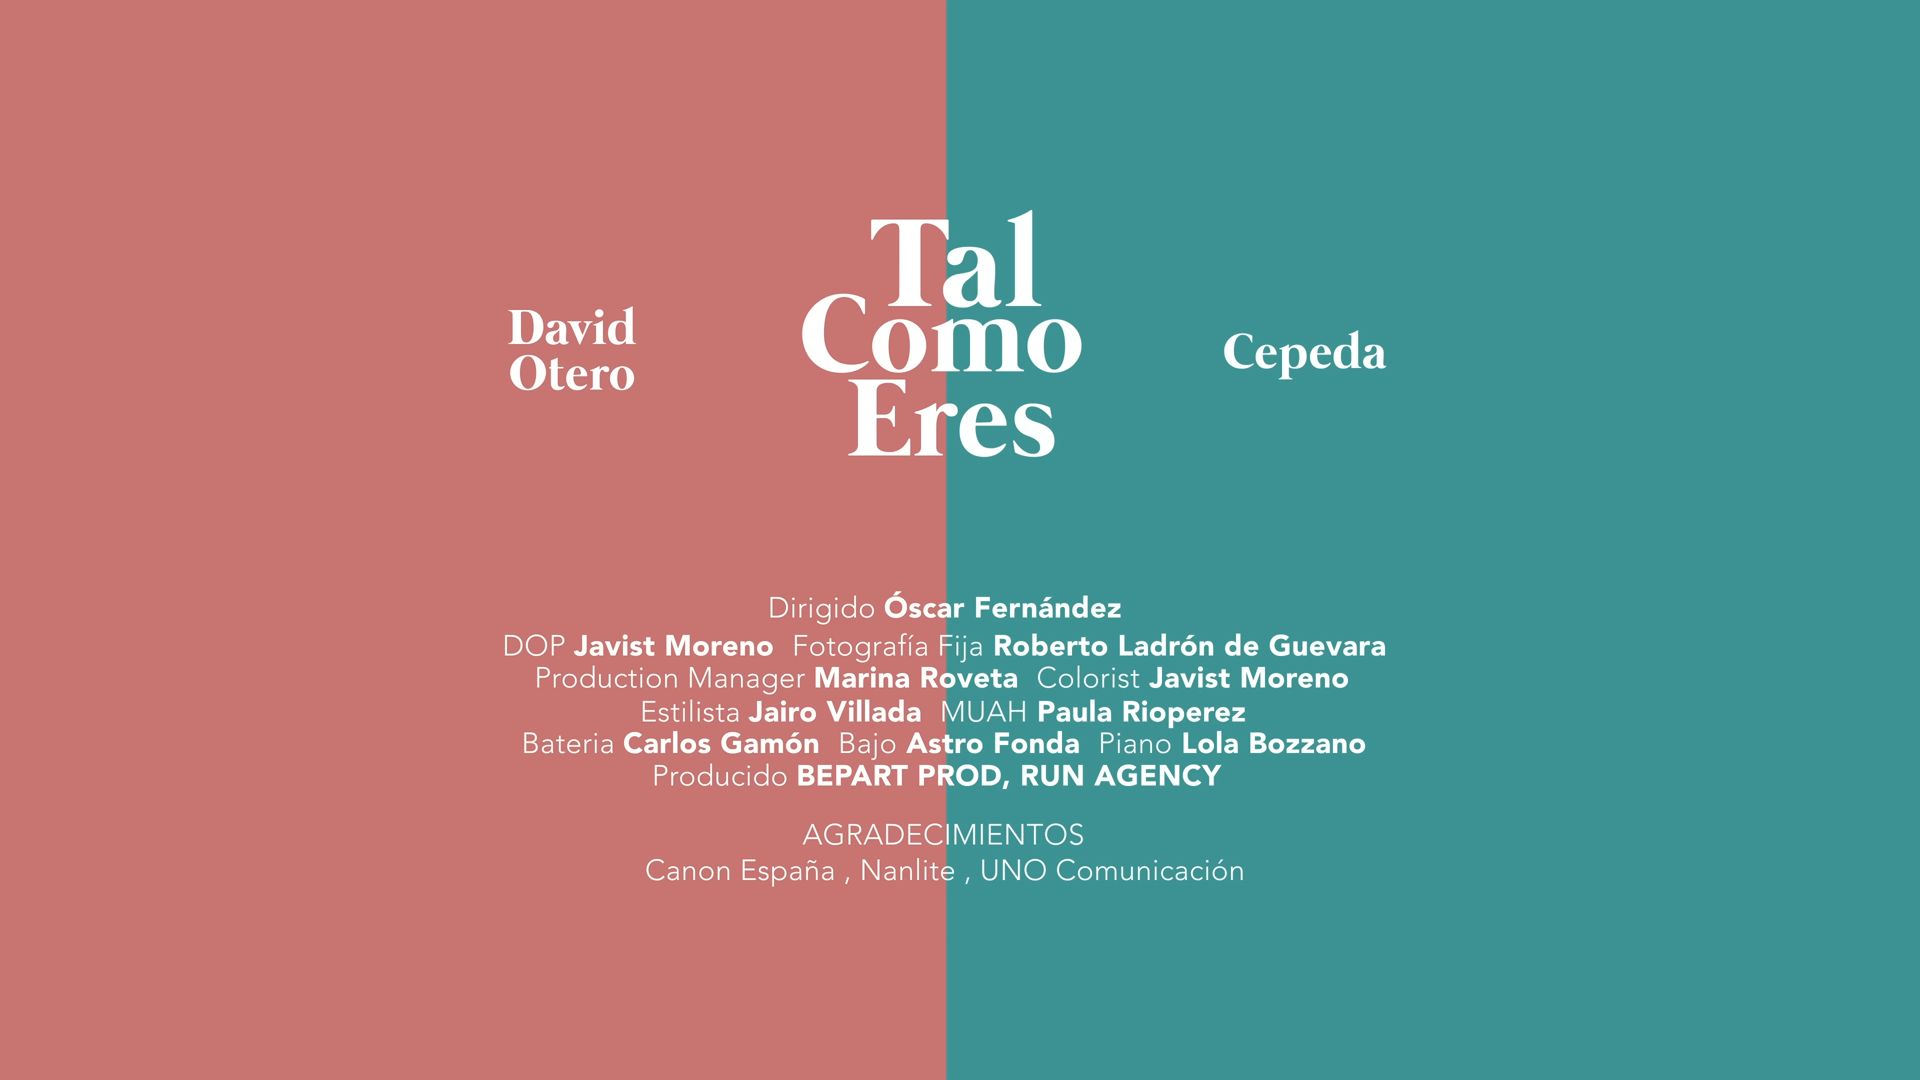 David
Otero
Tal
Como
Eres
Cepeda
Dirigido Óscar Fernández
DOP Javist Moreno Fotografía Fija Roberto Ladrón de Guevara
Production Manager Marina Roveta Colorist Javist Moreno
Estilista Jairo Villada MUAH Paula Rioperez
Bateria Carlos Gamón Bajo Astro Fonda Piano Lola Bozzano
Producido BEPART PROD, RUN AGENCY
AGRADECIMIENTOS
Canon España , Nanlite , UNO Comunicación